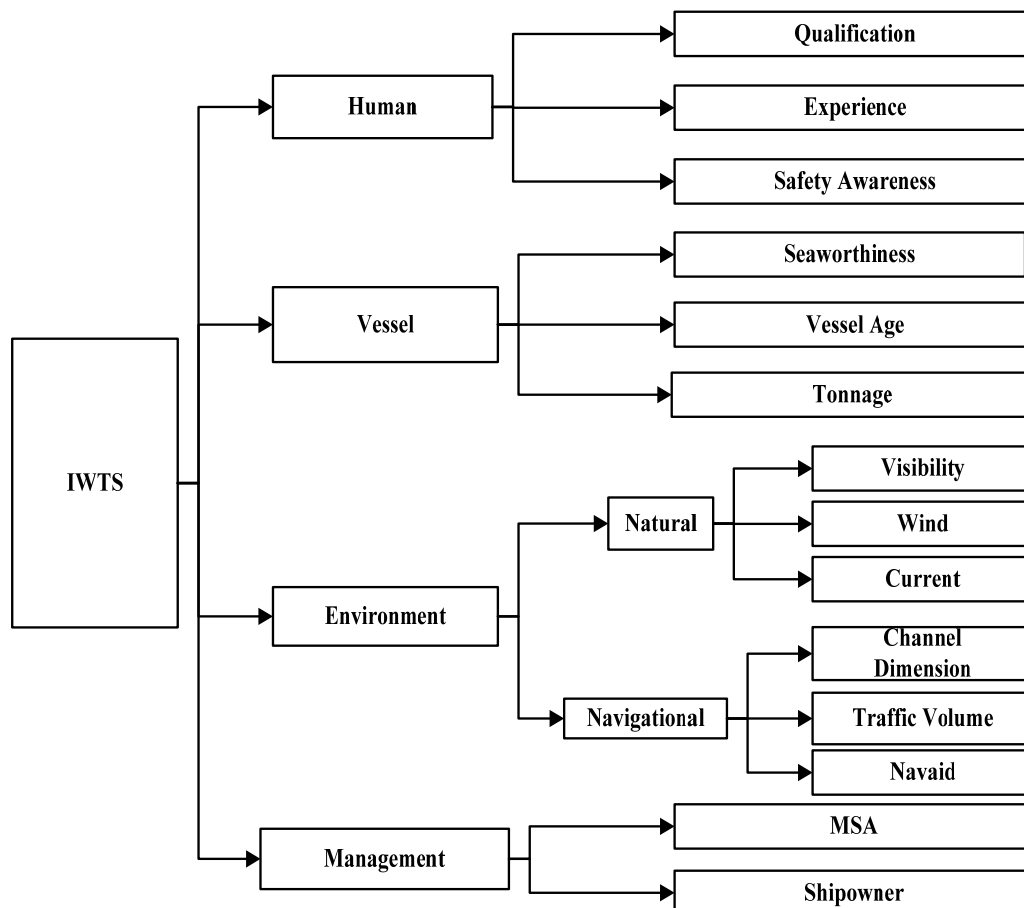 Qualification
Human
Experience
Safety Awareness
Seaworthiness
Vessel
Vessel Age
Tonnage
IWTS
Visibility
Natural
Wind
Current
Environment
Channel
Dimension
Navigational
Traffic Volume
Navaid
MSA
Management
Shipowner